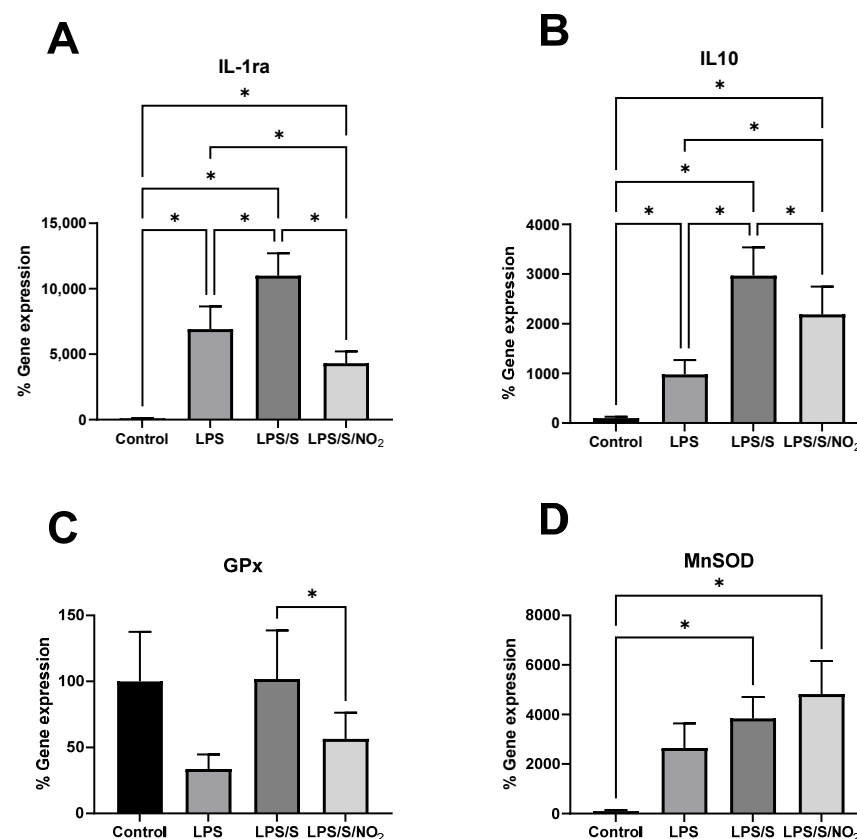 A
IL-1ra
*
*
*
* * *
% Gene expression
15,000
10,000
5,000
0
Control LPS LPS/S LPS/S/NO₂
B
IL10
*
*
*
* * *
% Gene expression
4000
3000
2000
1000
0
Control LPS LPS/S LPS/S/NO₂
C
GPx
*
% Gene expression
150
100
50
0
Control LPS LPS/S LPS/S/NO₂
D
MnSOD
*
*
% Gene expression
8000
6000
4000
2000
0
Control LPS LPS/S LPS/S/NO₂